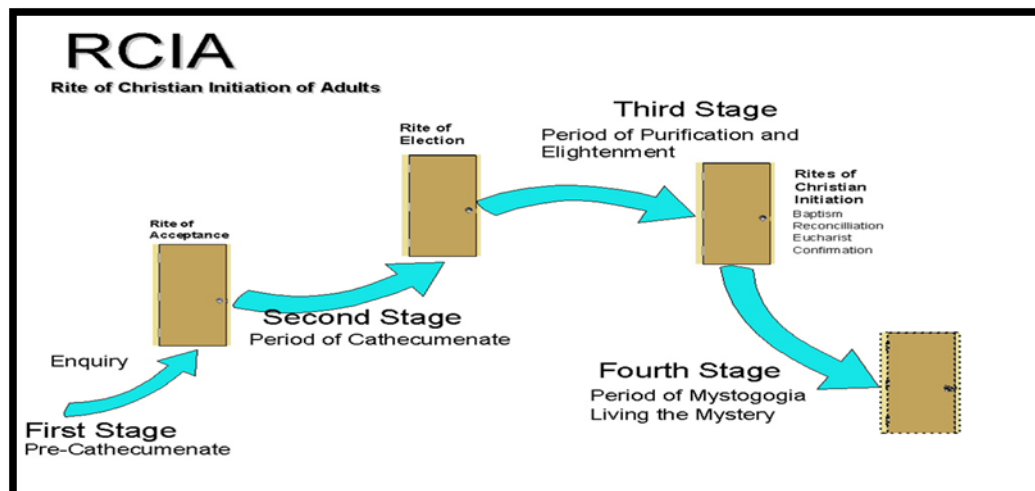 RCIA
Rite of Christian Initiation of Adults
First Stage
Pre-Cathecumenate
Enquiry
Rite of
Acceptance
Second Stage
Period of Cathecumenate
Rite of
Election
Third Stage
Period of Purification and
Elightenment
Rites of
Christian
Initiation
Baptism
Reconcilliation
Eucharist
Confirmation
Fourth Stage
Period of Mystogogia
Living the Mystery